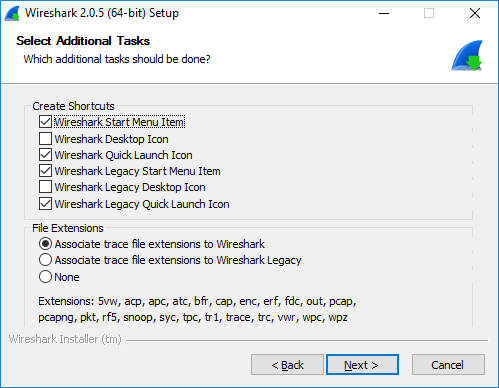 Wireshark 2.0.5 (64-bit) Setup
Select Additional Tasks
Which additional tasks should be done?
Create Shortcuts
Wireshark Start Menu Item
Wireshark Desktop Icon
Wireshark Quick Launch Icon
Wireshark Legacy Start Menu Item
Wireshark Legacy Desktop Icon
Wireshark Legacy Quick Launch Icon
File Extensions
Associate trace file extensions to Wireshark
Associate trace file extensions to Wireshark Legacy
None
Extensions: 5vw, acp, apc, atc, bfr, cap, enc, erf, fdc, out, pcap,
pcapng, pkt, rf5, snoop, syc, tpc, tr1, trace, trc, vwr, wpc, wpz
Wireshark Installer (tm)
< Back Next > Cancel